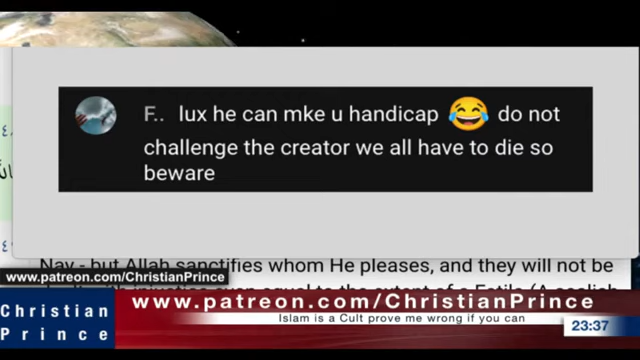 F.. lux he can mke u handicap 😂 do not
challenge the creator we all have to die so
beware
Nay - but Allah sanctifies whom He pleases, and they will not be
www.patreon.com/ChristianPrince
www.patreon.com/ChristianPrince
Christian
Prince
Islam is a Cult prove me wrong if you can
23:37